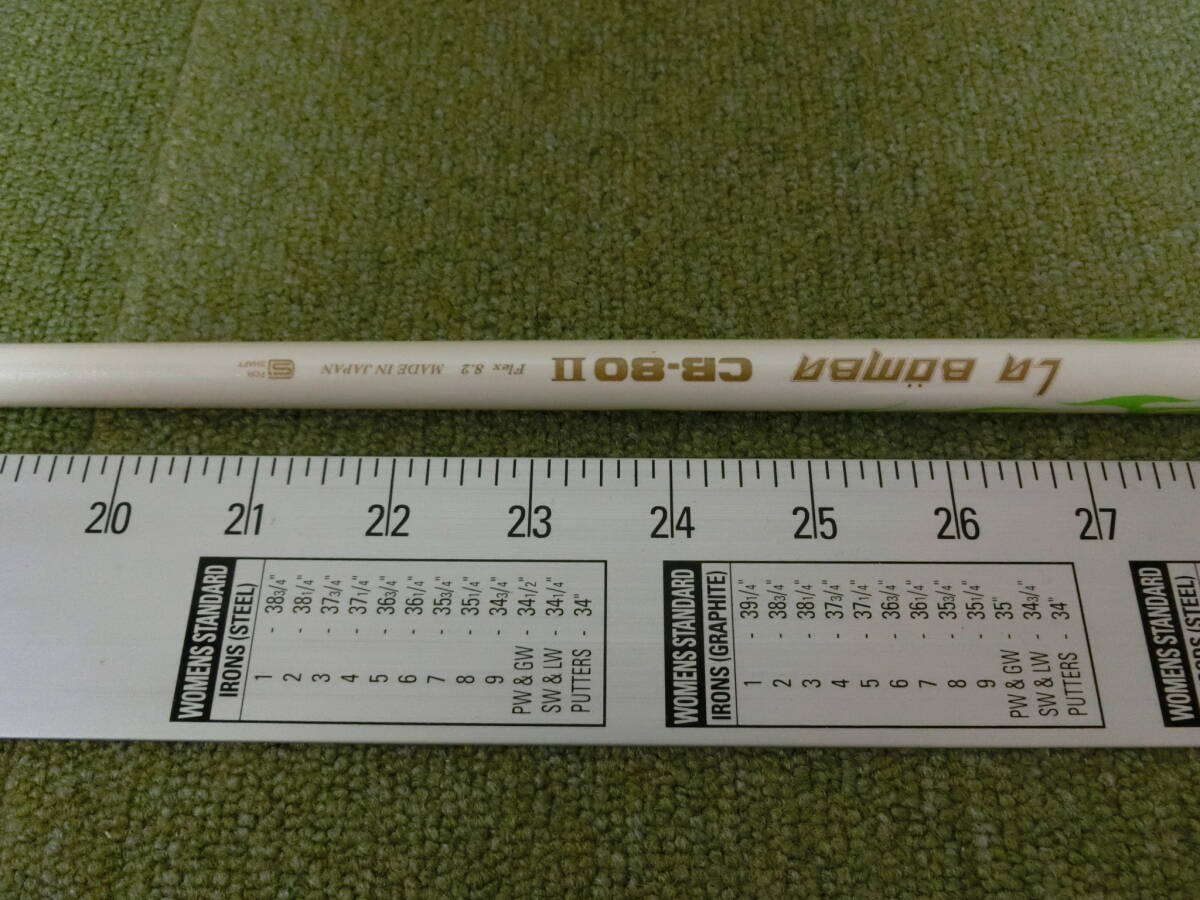 La BömBa CB-80 II Flex 8.2 MADE IN JAPAN
FOR
SHAFT
20 21 22 23 24 25 26 27
WOMENS STANDARD
IRONS (STEEL)
1 - 38 3/4"
2 - 38 1/4"
3 - 37 3/4"
4 - 37 1/4"
5 - 36 3/4"
6 - 36 1/4"
7 - 35 3/4"
8 - 35 1/4"
9 - 34 3/4"
PW & GW - 34 1/2"
SW & LW - 34 1/4"
PUTTERS - 34"
WOMENS STANDARD
IRONS (GRAPHITE)
1 - 39 1/4"
2 - 38 3/4"
3 - 38 1/4"
4 - 37 3/4"
5 - 37 1/4"
6 - 36 3/4"
7 - 36 1/4"
8 - 35 3/4"
9 - 35 1/4"
PW & GW - 35"
SW & LW - 34 3/4"
PUTTERS - 34"
WOMENS STANDARD
(STEEL)